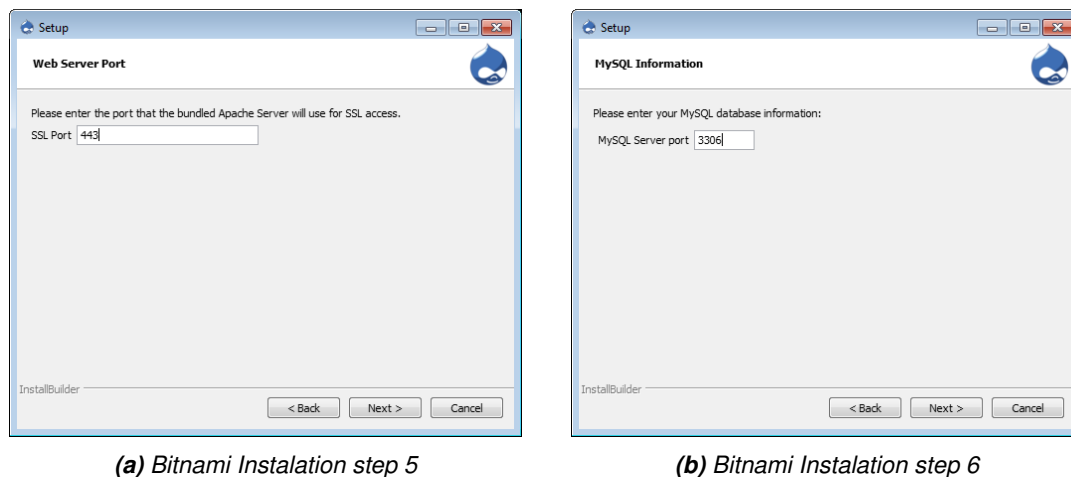 Setup
Web Server Port
Please enter the port that the bundled Apache Server will use for SSL access.
SSL Port 443
InstallBuilder
< Back Next > Cancel
(a) Bitnami Instalation step 5
Setup
MySQL Information
Please enter your MySQL database information:
MySQL Server port 3306
InstallBuilder
< Back Next > Cancel
(b) Bitnami Instalation step 6